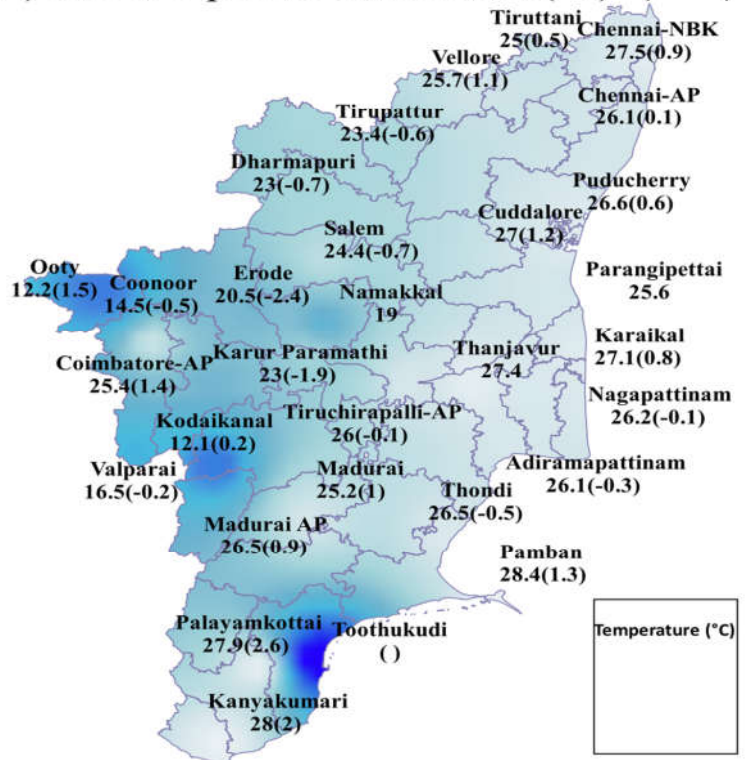 Tiruttani
25(0.5)
Chennai-NBK
27.5(0.9)
Vellore
25.7(1.1)
Chennai-AP
26.1(0.1)
Tirupattur
23.4(-0.6)
Dharmapuri
23(-0.7)
Puducherry
26.6(0.6)
Cuddalore
27(1.2)
Salem
24.4(-0.7)
Ooty
12.2(1.5)
Coonoor
14.5(-0.5)
Erode
20.5(-2.4)
Namakkal
19
Parangipettai
25.6
Karaikal
27.1(0.8)
Coimbatore-AP
25.4(1.4)
Karur Paramathi
23(-1.9)
Thanjavur
27.4
Nagapattinam
26.2(-0.1)
Kodaikanal
12.1(0.2)
Tiruchirapalli-AP
26(-0.1)
Valparai
16.5(-0.2)
Madurai
25.2(1)
Adiramapattinam
26.1(-0.3)
Thondi
26.5(-0.5)
Madurai AP
26.5(0.9)
Pamban
28.4(1.3)
Palayamkottai
27.9(2.6)
Toothukudi
( )
Temperature (°C)
Kanyakumari
28(2)